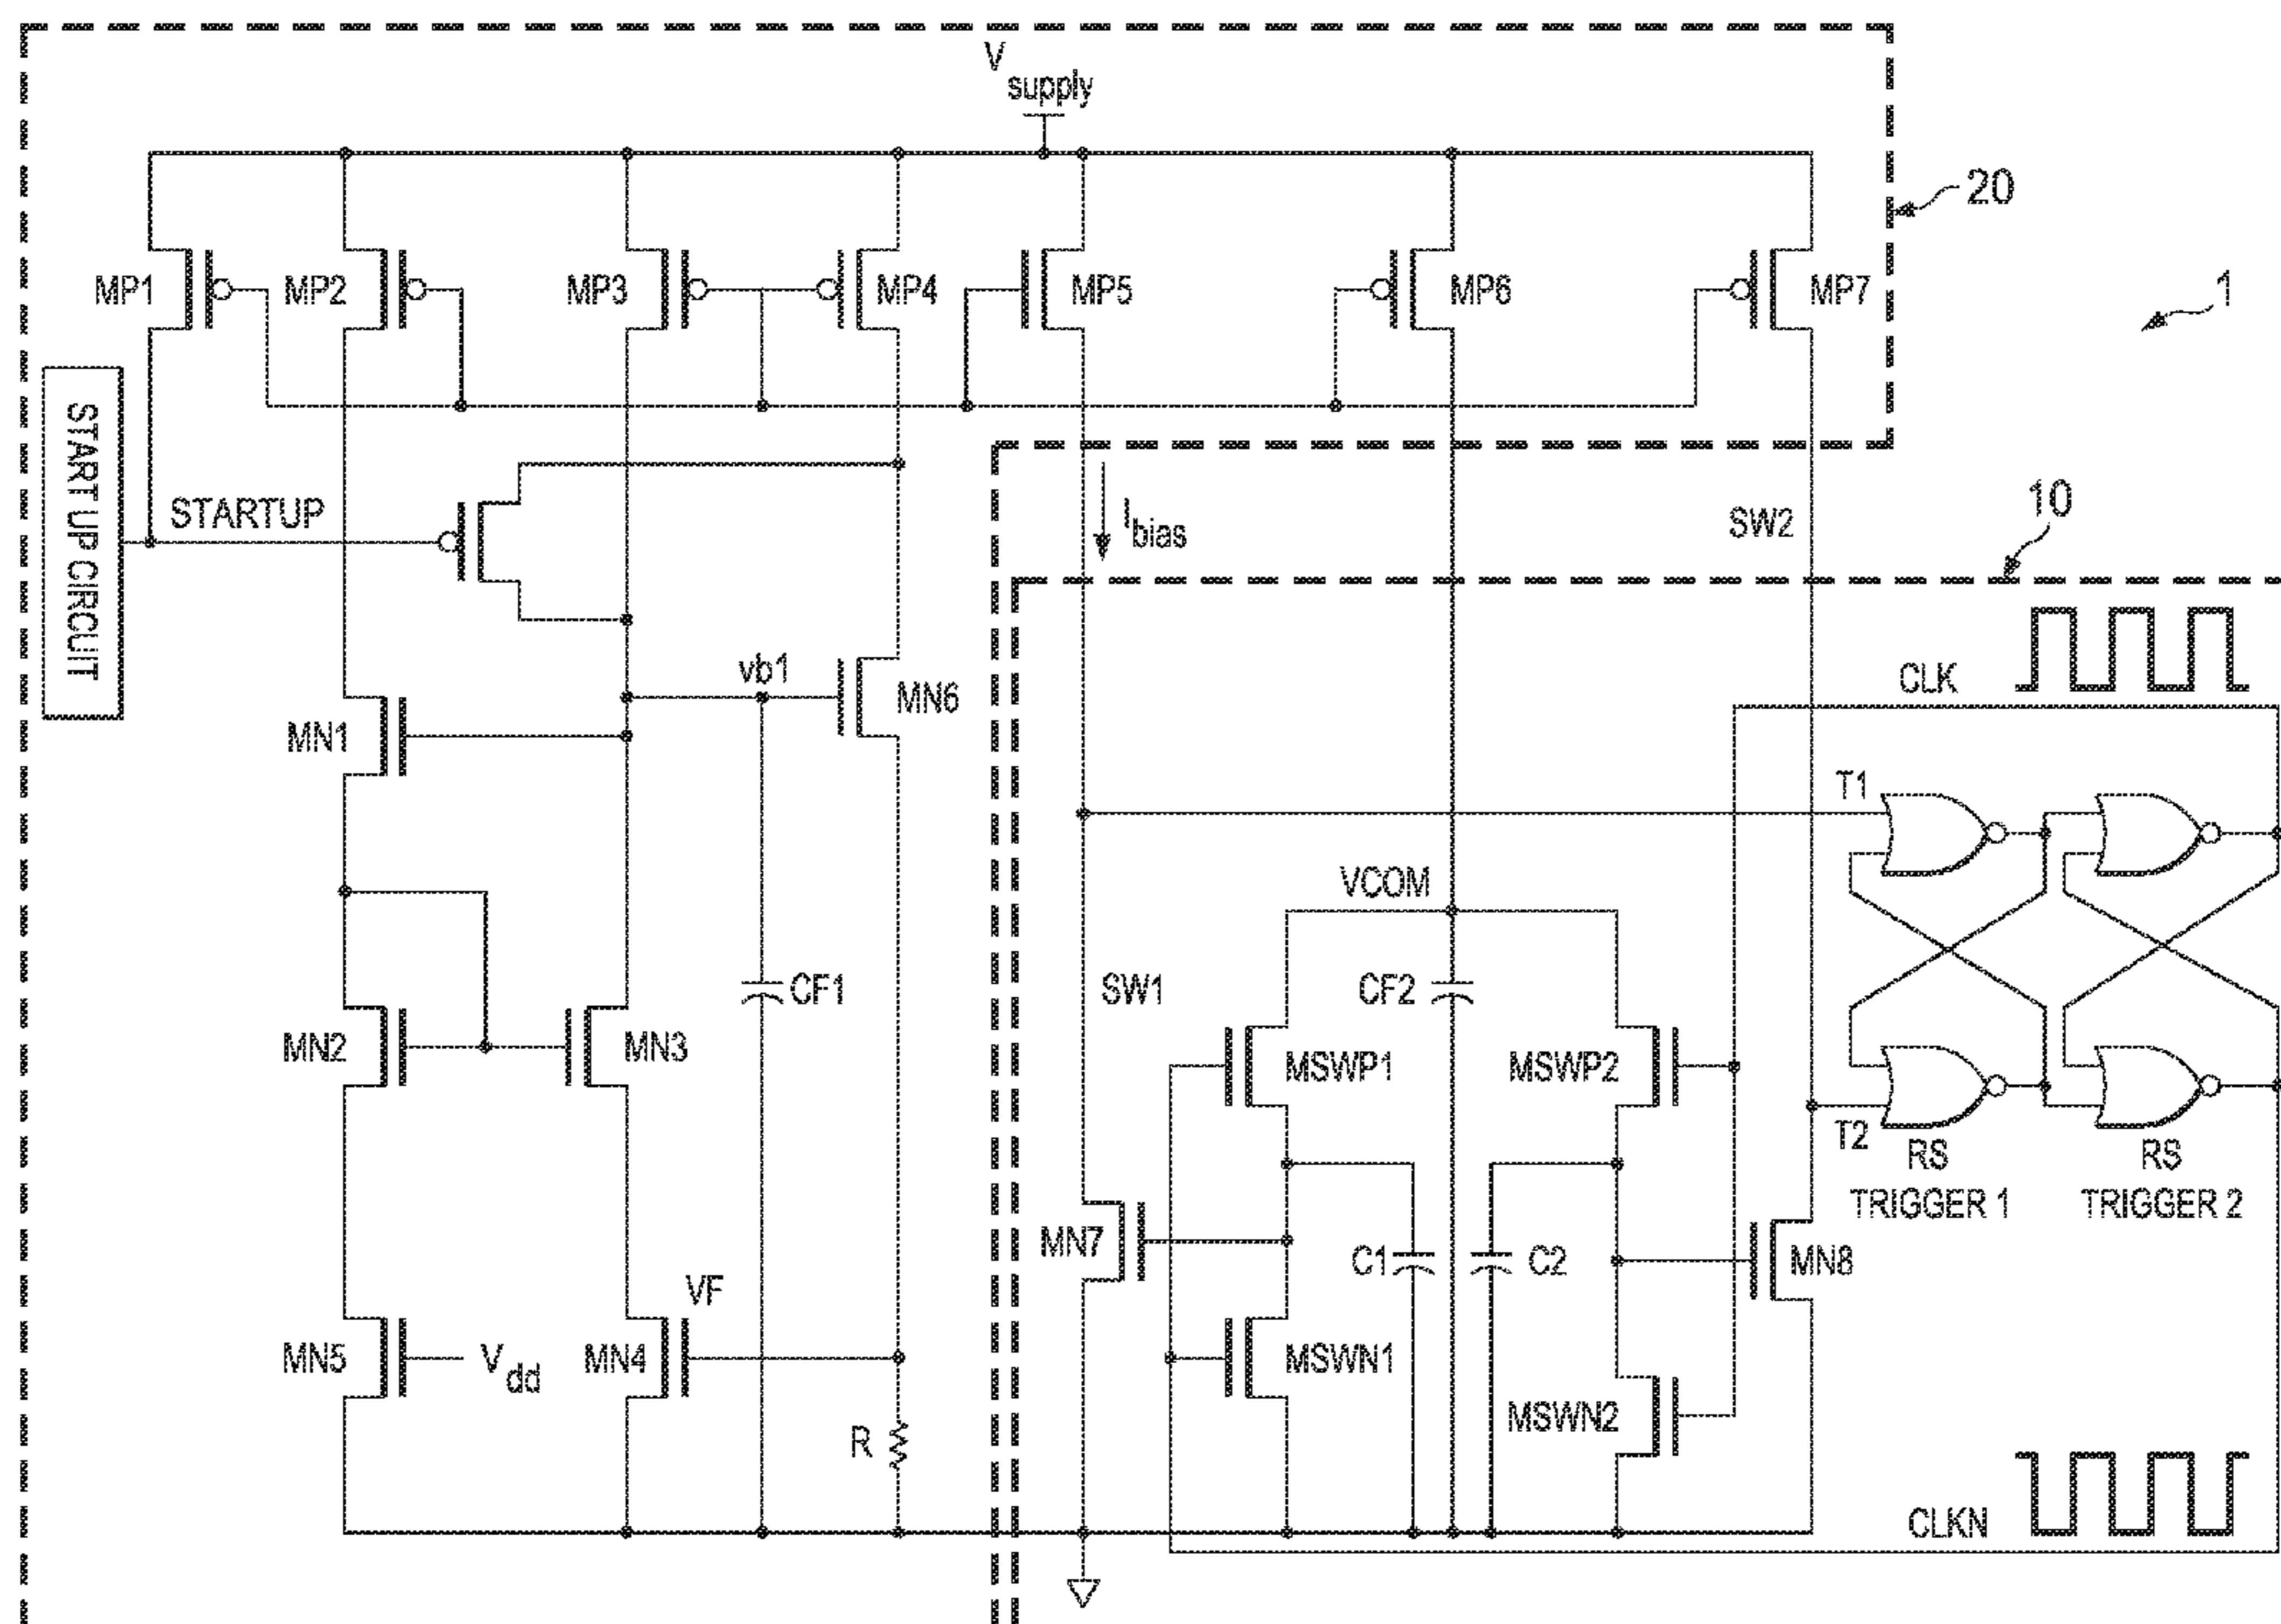 V
supply
20
MP1
MP2
MP3
MP4
MP5
MP6
MP7
1
START UP CIRCUIT
STARTUP
I
bias
SW2
10
vb1
MN6
CLK
MN1
T1
VCOM
CF1
SW1
CF2
MN2
MN3
MSWP1
MSWP2
T2
RS
TRIGGER 1
RS
TRIGGER 2
MN7
C1
C2
MN8
VF
MN5
V
dd
MN4
MSWN1
MSWN2
R
CLKN